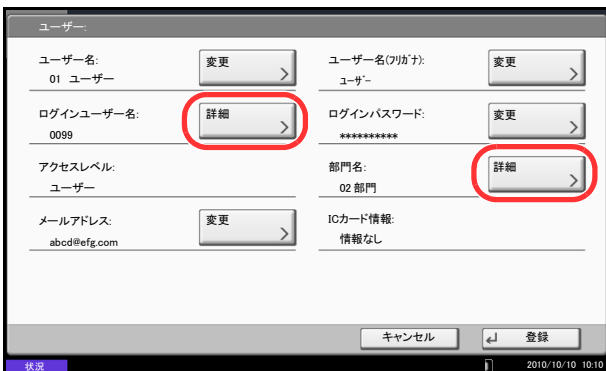 ユーザー:
ユーザー名:
01 ユーザー
変更
ユーザー名(フリガナ):
ユーザー
変更
ログインユーザー名:
0099
詳細
ログインパスワード:
**********
変更
アクセスレベル:
ユーザー
部門名:
02 部門
詳細
メールアドレス:
abcd@efg.com
変更
ICカード情報:
情報なし
キャンセル
登録
状況
2010/10/10 10:10